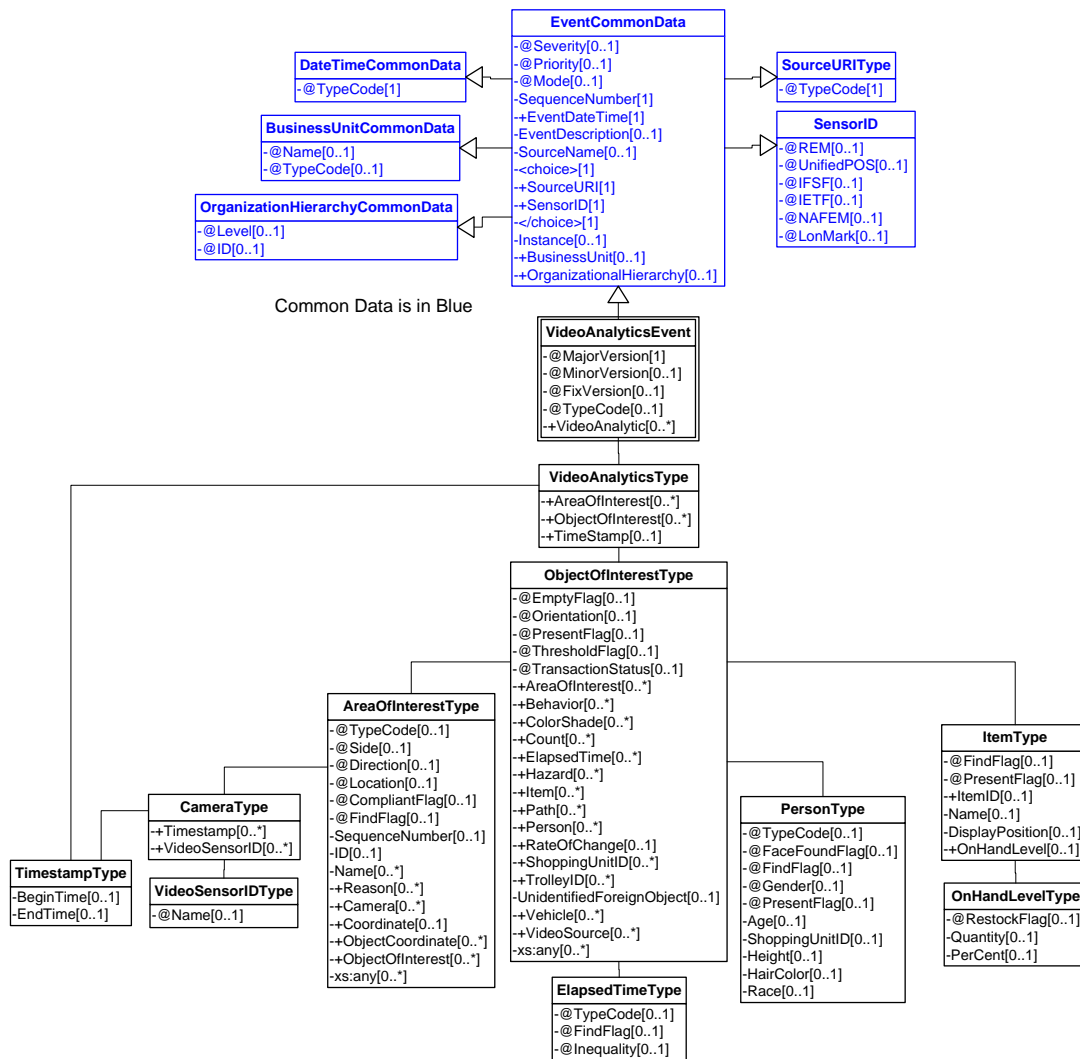 EventCommonData
-@Severity[0..1]
-@Priority[0..1]
-@Mode[0..1]
-SequenceNumber[1]
-+EventDateTime[1]
-EventDescription[0..1]
-SourceName[0..1]
-<choice>[1]
-+SourceURI[1]
-+SensorID[1]
-</choice>[1]
-Instance[0..1]
-+BusinessUnit[0..1]
-+OrganizationalHierarchy[0..1]
DateTimeCommonData
-@TypeCode[1]
BusinessUnitCommonData
-@Name[0..1]
-@TypeCode[0..1]
OrganizationHierarchyCommonData
-@Level[0..1]
-@ID[0..1]
SourceURIType
-@TypeCode[1]
SensorID
-@REM[0..1]
-@UnifiedPOS[0..1]
-@IFSF[0..1]
-@IETF[0..1]
-@NAFEM[0..1]
-@LonMark[0..1]
Common Data is in Blue
VideoAnalyticsEvent
-@MajorVersion[1]
-@MinorVersion[0..1]
-@FixVersion[0..1]
-@TypeCode[0..1]
-+VideoAnalytic[0..*]
VideoAnalyticsType
-+AreaOfInterest[0..*]
-+ObjectOfInterest[0..*]
-+TimeStamp[0..1]
ObjectOfInterestType
-@EmptyFlag[0..1]
-@Orientation[0..1]
-@PresentFlag[0..1]
-@ThresholdFlag[0..1]
-@TransactionStatus[0..1]
-+AreaOfInterest[0..*]
-+Behavior[0..*]
-+ColorShade[0..*]
-+Count[0..*]
-+ElapsedTime[0..*]
-+Hazard[0..*]
-+Item[0..*]
-+Path[0..*]
-+Person[0..*]
-+RateOfChange[0..*]
-+ShoppingUnitID[0..*]
-+TrolleyID[0..*]
-UnidentifiedForeignObject[0..1]
-+Vehicle[0..*]
-+VideoSource[0..*]
-xs:any[0..*]
AreaOfInterestType
-@TypeCode[0..1]
-@Side[0..1]
-@Direction[0..1]
-@Location[0..1]
-@CompliantFlag[0..1]
-@FindFlag[0..1]
-SequenceNumber[0..1]
-ID[0..1]
-Name[0..*]
-+Reason[0..*]
-+Camera[0..*]
-+Coordinate[0..1]
-+ObjectCoordinate[0..*]
-+ObjectOfInterest[0..*]
-xs:any[0..*]
CameraType
-+Timestamp[0..*]
-+VideoSensorID[0..*]
TimestampType
-BeginTime[0..1]
-EndTime[0..1]
VideoSensorIDType
-@Name[0..1]
PersonType
-@TypeCode[0..1]
-@FaceFoundFlag[0..1]
-@FindFlag[0..1]
-@Gender[0..1]
-@PresentFlag[0..1]
-Age[0..1]
-ShoppingUnitID[0..1]
-Height[0..1]
-HairColor[0..1]
-Race[0..1]
ItemType
-@FindFlag[0..1]
-@PresentFlag[0..1]
-+ItemID[0..1]
-Name[0..1]
-DisplayPosition[0..1]
-+OnHandLevel[0..1]
OnHandLevelType
-@RestockFlag[0..1]
-Quantity[0..1]
-PerCent[0..1]
ElapsedTimeType
-@TypeCode[0..1]
-@FindFlag[0..1]
-@Inequality[0..1]